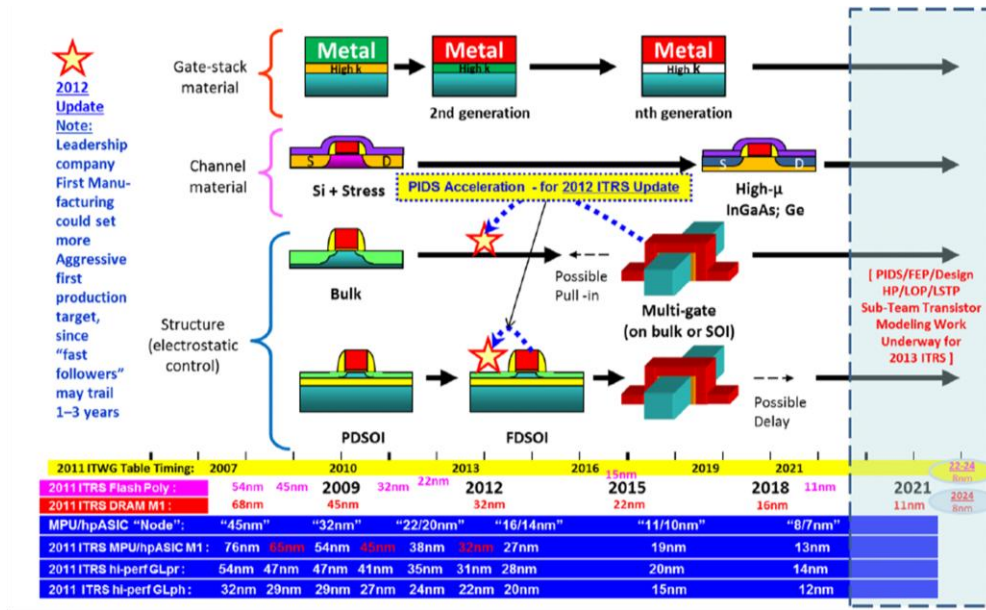 2012
Update
Note:
Leadership
company
First Manu-
facturing
could set
more
Aggressive
first
production
target,
since
“fast
followers”
may trail
1–3 years
Gate-stack
material
Metal
High k
Metal
High k
2nd generation
Metal
High k
nth generation
Channel
material
S D
Si + Stress
PIDS Acceleration - for 2012 ITRS Update
S D
High-µ
InGaAs; Ge
Structure
(electrostatic
control)
Bulk
Possible
Pull -in
Multi-gate
(on bulk or SOI)
PDSOI
FDSOI
Possible
Delay
[ PIDS/FEP/Design
HP/LOP/LSTP
Sub-Team Transistor
Modeling Work
Underway for
2013 ITRS ]
2011 ITWG Table Timing: 2007 2010 2013 2016 2019 2021 22-24
8nm
2011 ITRS Flash Poly : 54nm 45nm 2009 32nm 22nm 2012 15nm 2015 2018 11nm 2021
2011 ITRS DRAM M1 : 68nm 45nm 32nm 22nm 16nm 11nm 2024
8nm
MPU/hpASIC “Node”: “45nm” “32nm” “22/20nm” “16/14nm” “11/10nm” “8/7nm”
2011 ITRS MPU/hpASIC M1 : 76nm 65nm 54nm 45nm 38nm 32nm 27nm 19nm 13nm
2011 ITRS hi-perf GLpr : 54nm 47nm 47nm 41nm 35nm 31nm 28nm 20nm 14nm
2011 ITRS hi-perf GLph : 32nm 29nm 29nm 27nm 24nm 22nm 20nm 15nm 12nm